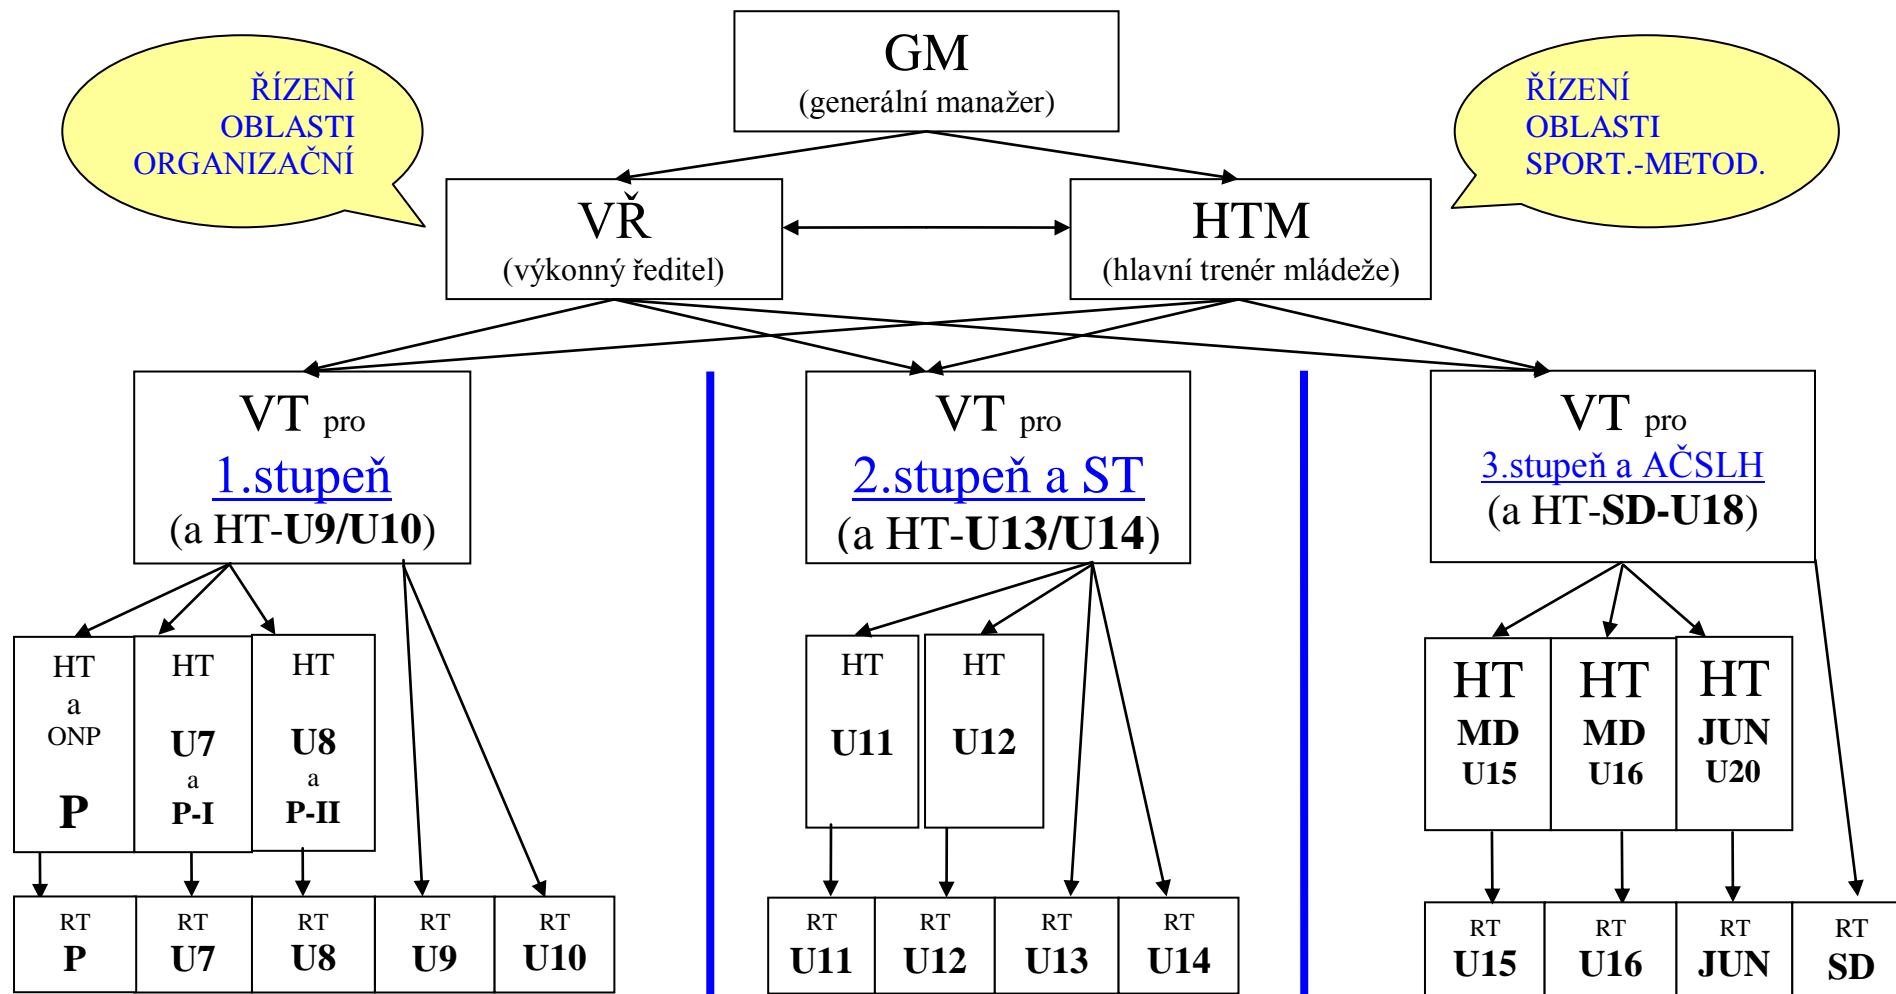 GM
(generální manažer)
ŘÍZENÍ
OBLASTI
ORGANIZAČNÍ
ŘÍZENÍ
OBLASTI
SPORT.-METOD.
VŘ
(výkonný ředitel)
HTM
(hlavní trenér mládeže)
VT pro
1.stupeň
(a HT-U9/U10)
VT pro
2.stupeň a ST
(a HT-U13/U14)
VT pro
3.stupeň a AČSLH
(a HT-SD-U18)
HT
a
ONP
P
HT
U7
a
P-I
HT
U8
a
P-II
HT
U11
HT
U12
HT
MD
U15
HT
MD
U16
HT
JUN
U20
RT
P
RT
U7
RT
U8
RT
U9
RT
U10
RT
U11
RT
U12
RT
U13
RT
U14
RT
U15
RT
U16
RT
JUN
RT
SD